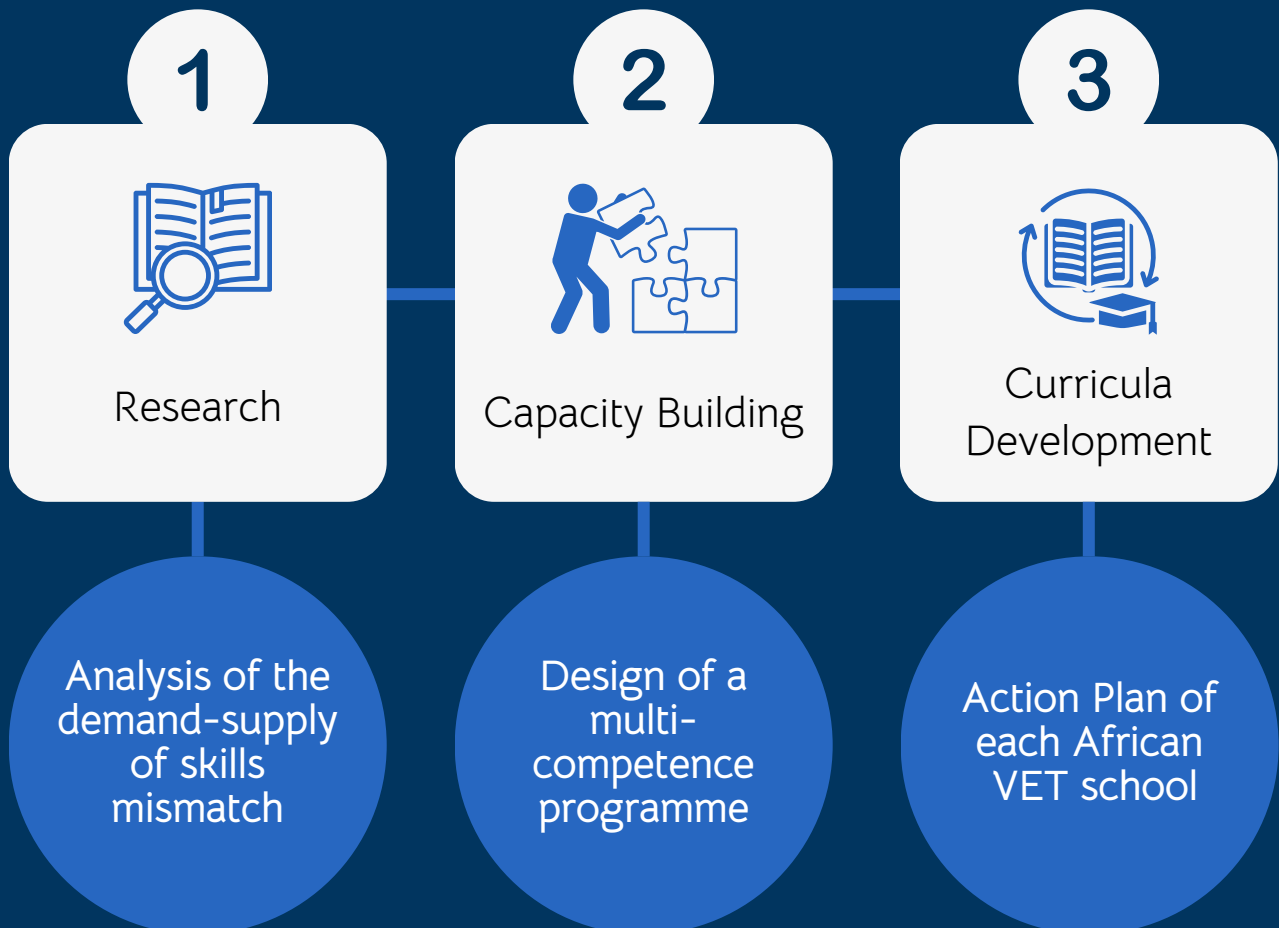 1
2
3
Research
Capacity Building
Curricula
Development
Analysis of the
demand-supply
of skills
mismatch
Design of a
multi-
competence
programme
Action Plan of
each African
VET school